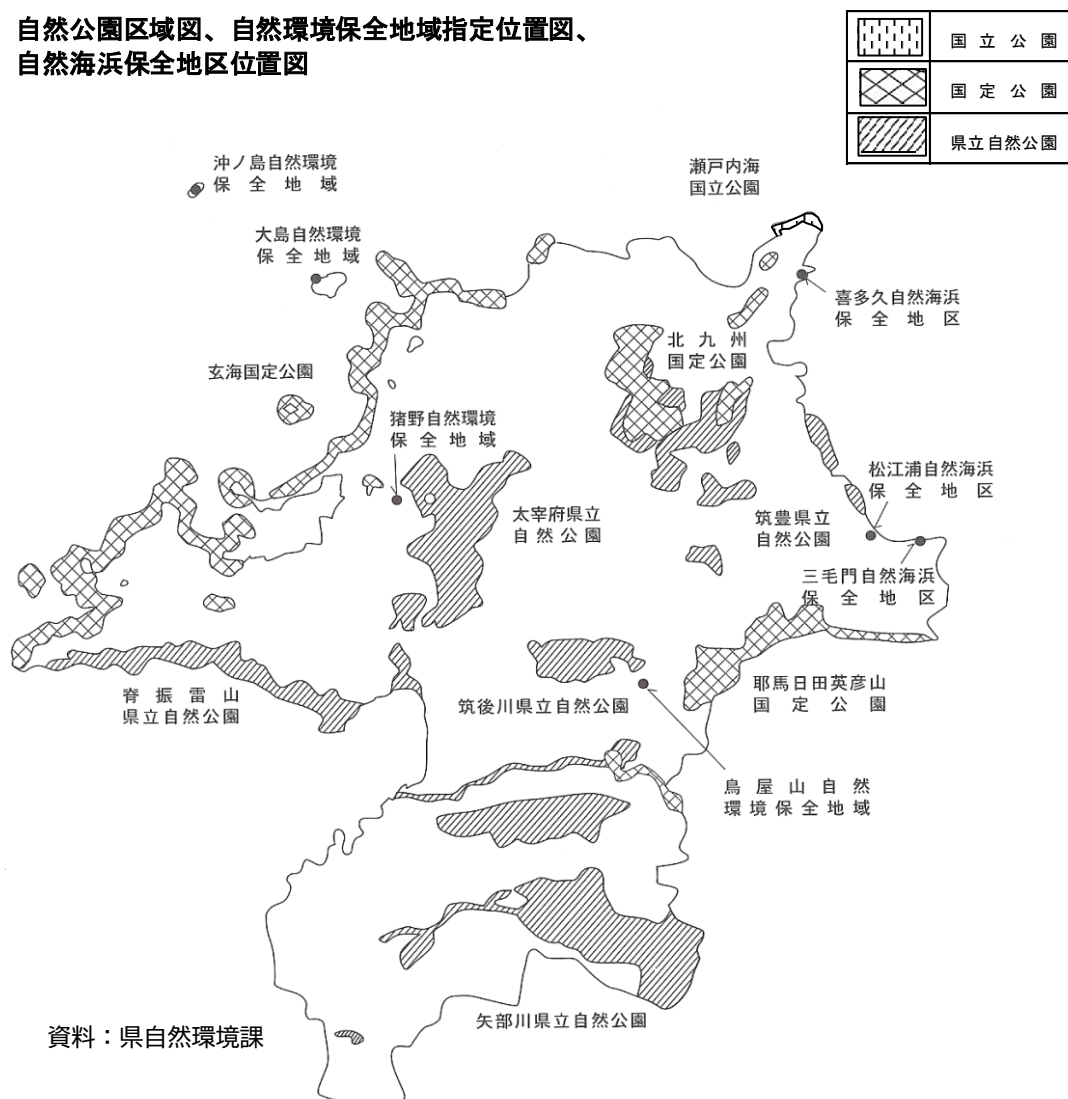 自然公園区域図、自然環境保全地域指定位置図、
自然海浜保全地区位置図
国立公園
国定公園
県立自然公園
沖ノ島自然環境
保全地域
瀬戸内海
国立公園
大島自然環境
保全地域
喜多久自然海浜
保全地区
北九州
国定公園
玄海国定公園
猪野自然環境
保全地域
松江浦自然海浜
保全地区
太宰府県立
自然公園
筑豊県立
自然公園
三毛門自然海浜
保全地区
脊振雷山
県立自然公園
筑後川県立自然公園
耶馬日田英彦山
国定公園
鳥屋山自然
環境保全地域
矢部川県立自然公園
資料：県自然環境課